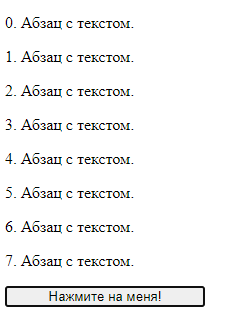 0. Абзац с текстом.
1. Абзац с текстом.
2. Абзац с текстом.
3. Абзац с текстом.
4. Абзац с текстом.
5. Абзац с текстом.
6. Абзац с текстом.
7. Абзац с текстом.
Нажмите на меня!